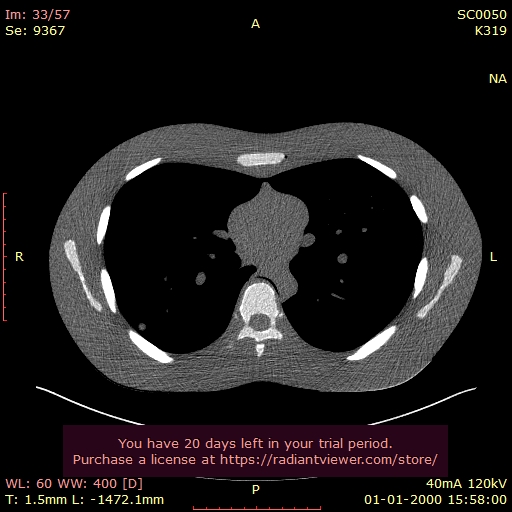 Im: 33/57
Se: 9367
A
SC0050
K319
NA
R
L
You have 20 days left in your trial period.
Purchase a license at https://radiantviewer.com/store/
WL: 60 WW: 400 [D]
T: 1.5mm L: -1472.1mm
P
40mA 120kV
01-01-2000 15:58:00